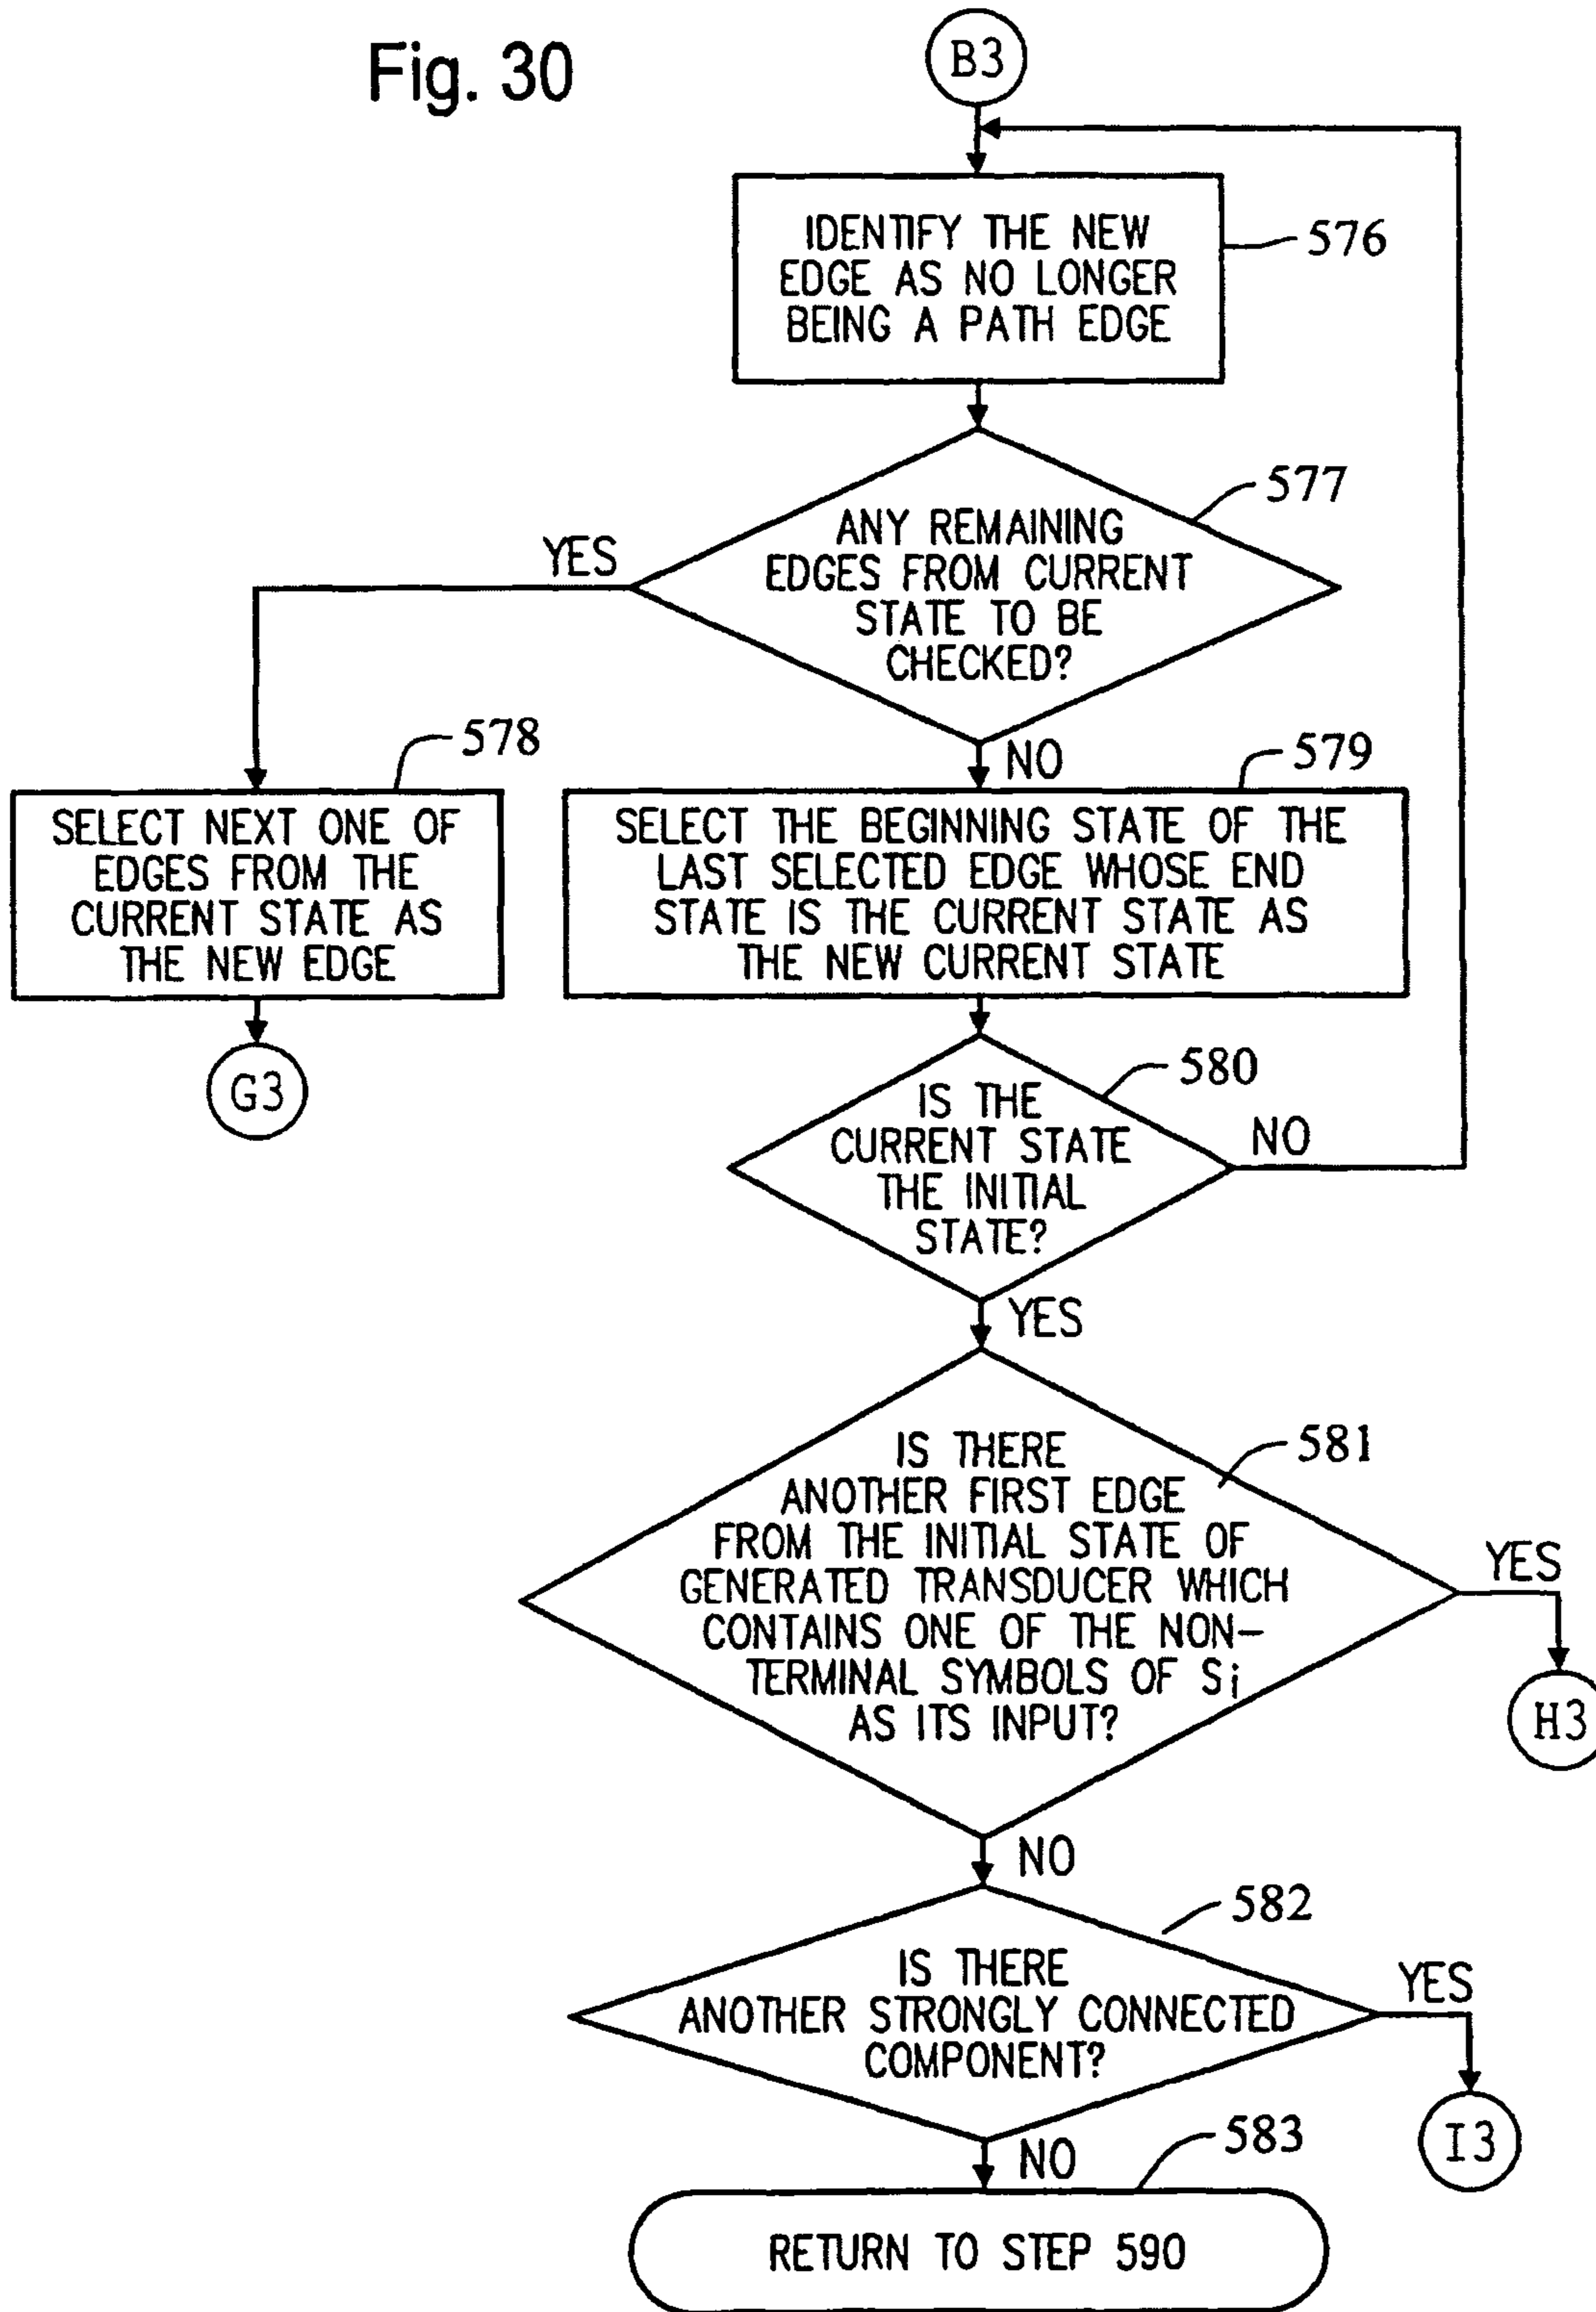 Fig. 30
B3
IDENTIFY THE NEW
EDGE AS NO LONGER
BEING A PATH EDGE
576
577
ANY REMAINING
EDGES FROM CURRENT
STATE TO BE
CHECKED?
YES
NO
578
SELECT NEXT ONE OF
EDGES FROM THE
CURRENT STATE AS
THE NEW EDGE
G3
579
SELECT THE BEGINNING STATE OF THE
LAST SELECTED EDGE WHOSE END
STATE IS THE CURRENT STATE AS
THE NEW CURRENT STATE
580
IS THE
CURRENT STATE
THE INITIAL
STATE?
NO
YES
581
IS THERE
ANOTHER FIRST EDGE
FROM THE INITIAL STATE OF
GENERATED TRANSDUCER WHICH
CONTAINS ONE OF THE NON-
TERMINAL SYMBOLS OF Si
AS ITS INPUT?
YES
H3
NO
582
IS THERE
ANOTHER STRONGLY CONNECTED
COMPONENT?
YES
I3
NO
583
RETURN TO STEP 590